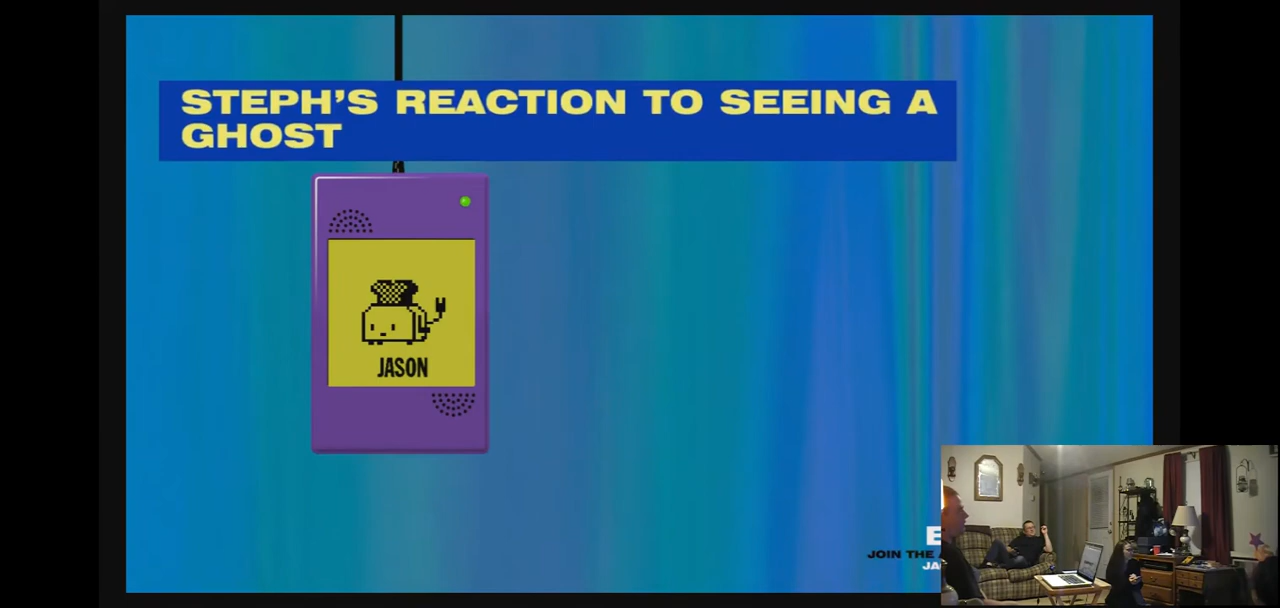 STEPH'S REACTION TO SEEING A
GHOST
JASON
JOIN THE